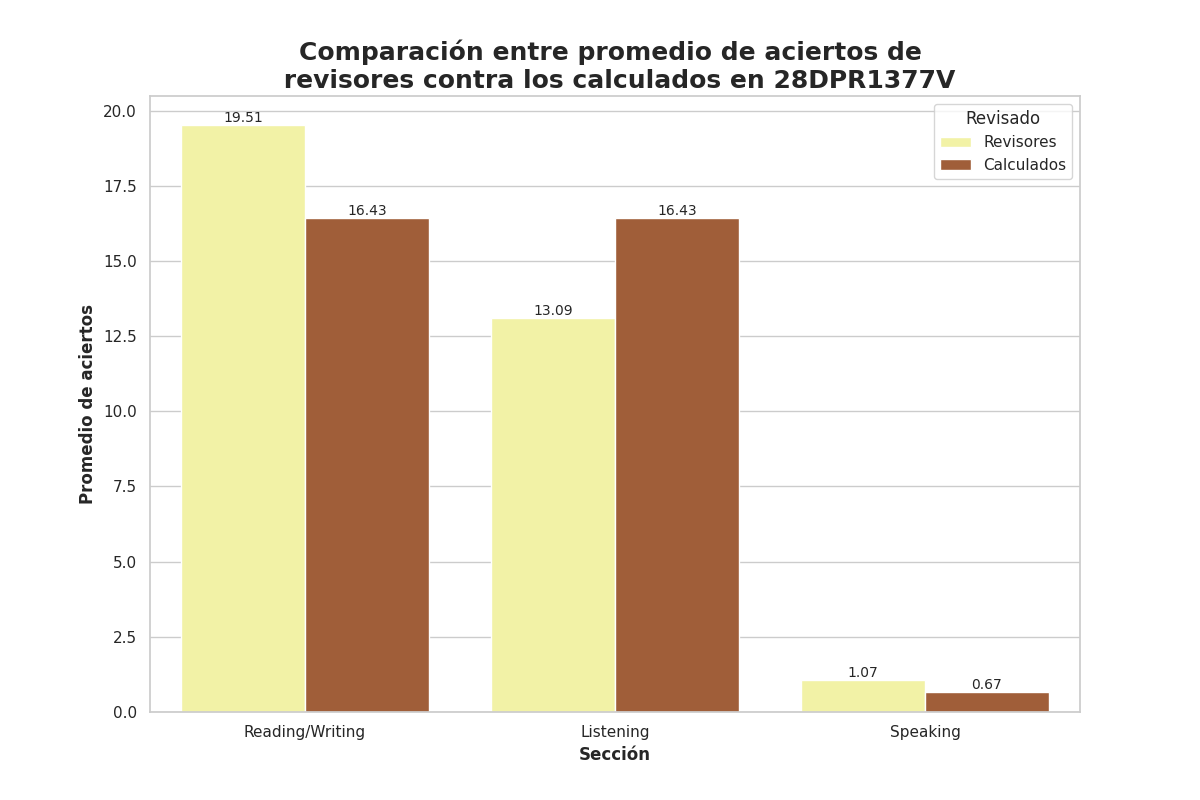 Comparación entre promedio de aciertos de
revisores contra los calculados en 28DPR1377V
Revisado
Revisores
Calculados
Promedio de aciertos
20.0
17.5
15.0
12.5
10.0
7.5
5.0
2.5
0.0
19.51
16.43
13.09
16.43
1.07
0.67
Reading/Writing
Listening
Speaking
Sección